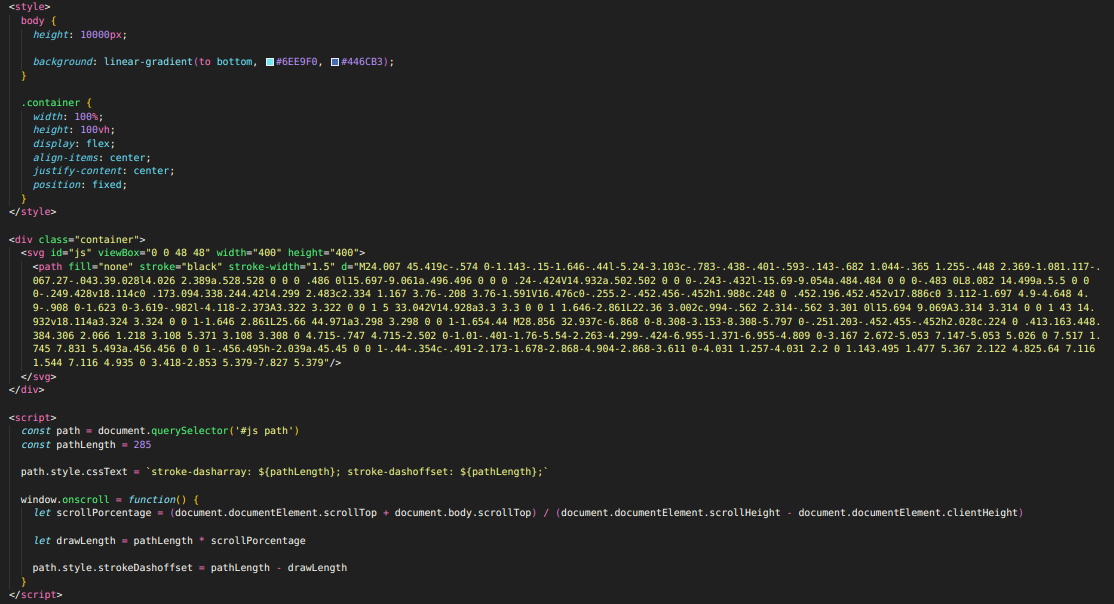 <style>
body {
height: 10000px;
background: linear-gradient(to bottom, #6EE9F0, #446CB3);
}
.container {
width: 100%;
height: 100vh;
display: flex;
align-items: center;
justify-content: center;
position: fixed;
}
</style>
<div class="container">
<svg id="js" viewBox="0 0 48 48" width="400" height="400">
<path fill="none" stroke="black" stroke-width="1.5" d="M24.007 45.419c-.574 0-1.143-.15-1.646-.44l-5.24-3.103c-.783-.438-.401-.593-.143-.682 1.044-.365 1.255-.448 2.369-1.081.117-.
067.27-.043.39.028l4.026 2.389a.528.528 0 0 0 .486 0l15.697-9.061a.496.496 0 0 0 .24-.424V14.932a.502.502 0 0 0-.243-.432l-15.69-9.054a.484.484 0 0 0-.483 0L8.082 14.499a.5.5 0 0
0-.249.428v18.114c0 .173.094.338.244.42l4.299 2.483c2.334 1.167 3.76-.208 3.76-1.591V16.476c0-.255.2-.452.456-.452h1.988c.248 0 .452.196.452.452v17.886c0 3.112-1.697 4.9-4.648 4.
9-.908 0-1.623 0-3.619-.982l-4.118-2.373A3.322 3.322 0 0 1 5 33.042V14.928a3.3 3.3 0 0 1 1.646-2.861L22.36 3.002c.994-.562 2.314-.562 3.301 0l15.694 9.069A3.314 3.314 0 0 1 43 14.
932v18.114a3.324 3.324 0 0 1-1.646 2.861L25.66 44.971a3.298 3.298 0 0 1-1.654.44 M28.856 32.937c-6.868 0-8.308-3.153-8.308-5.797 0-.251.203-.452.455-.452h2.028c.224 0 .413.163.448.
384.306 2.066 1.218 3.108 5.371 3.108 3.308 0 4.715-.747 4.715-2.502 0-1.01-.401-1.76-5.54-2.263-4.299-.424-6.955-1.371-6.955-4.809 0-3.167 2.672-5.053 7.147-5.053 5.026 0 7.517 1.
745 7.831 5.493a.456.456 0 0 1-.456.495h-2.039a.45.45 0 0 1-.44-.354c-.491-2.173-1.678-2.868-4.904-2.868-3.611 0-4.031 1.257-4.031 2.2 0 1.143.495 1.477 5.367 2.122 4.825.64 7.116
1.544 7.116 4.935 0 3.418-2.853 5.379-7.827 5.379"/>
</svg>
</div>
<script>
const path = document.querySelector('#js path')
const pathLength = 285
path.style.cssText = `stroke-dasharray: ${pathLength}; stroke-dashoffset: ${pathLength};`
window.onscroll = function() {
let scrollPorcentage = (document.documentElement.scrollTop + document.body.scrollTop) / (document.documentElement.scrollHeight - document.documentElement.clientHeight)
let drawLength = pathLength * scrollPorcentage
path.style.strokeDashoffset = pathLength - drawLength
}
</script>